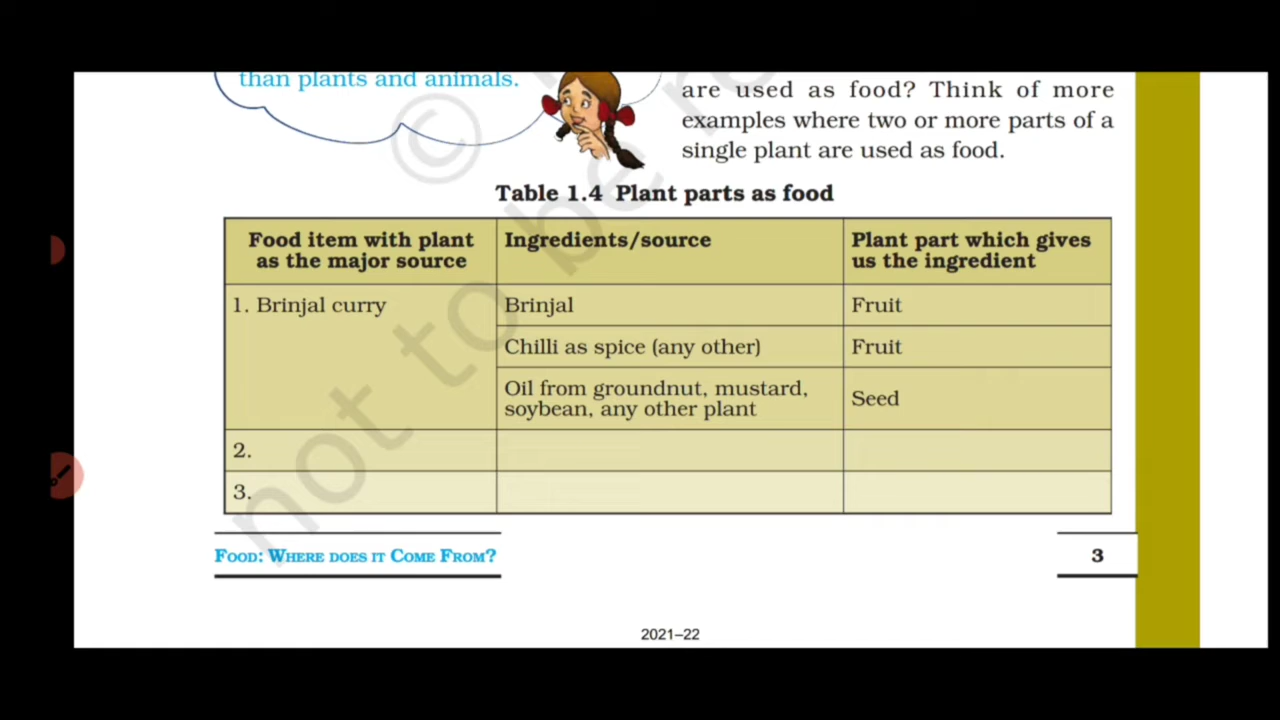 than plants and animals.
are used as food? Think of more
examples where two or more parts of a
single plant are used as food.
Table 1.4 Plant parts as food
Food item with plant as the major source
Ingredients/source
Plant part which gives us the ingredient
1. Brinjal curry
Brinjal
Fruit
Chilli as spice (any other)
Fruit
Oil from groundnut, mustard,
soybean, any other plant
Seed
2.
3.
FOOD: WHERE DOES IT COME FROM?
3
2021–22
© not to be re